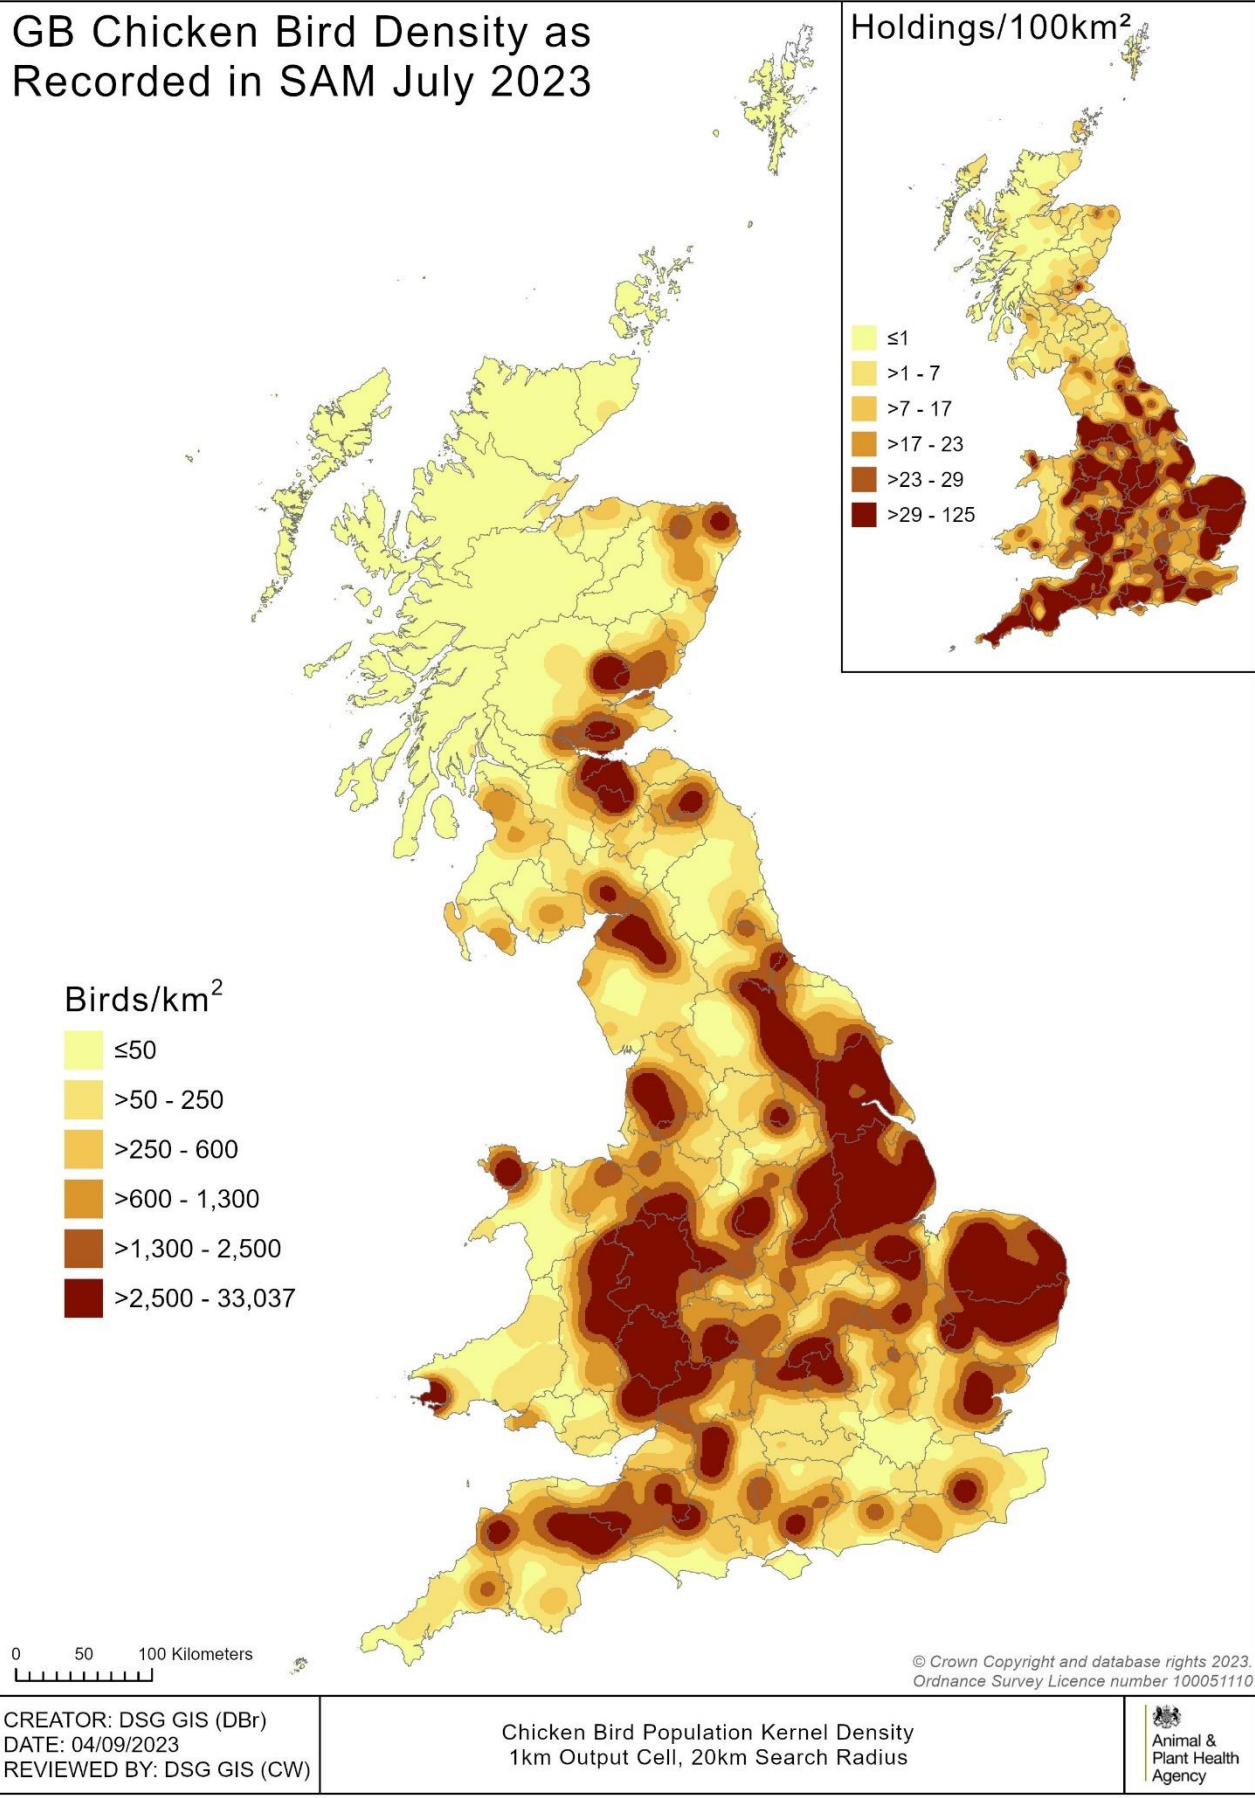 GB Chicken Bird Density as
Recorded in SAM July 2023
Holdings/100km²
≤1
>1 - 7
>7 - 17
>17 - 23
>23 - 29
>29 - 125
Birds/km²
≤50
>50 - 250
>250 - 600
>600 - 1,300
>1,300 - 2,500
>2,500 - 33,037
0 50 100 Kilometers
© Crown Copyright and database rights 2023.
Ordnance Survey Licence number 100051110
CREATOR: DSG GIS (DBr)
DATE: 04/09/2023
REVIEWED BY: DSG GIS (CW)
Chicken Bird Population Kernel Density
1km Output Cell, 20km Search Radius
Animal &
Plant Health
Agency